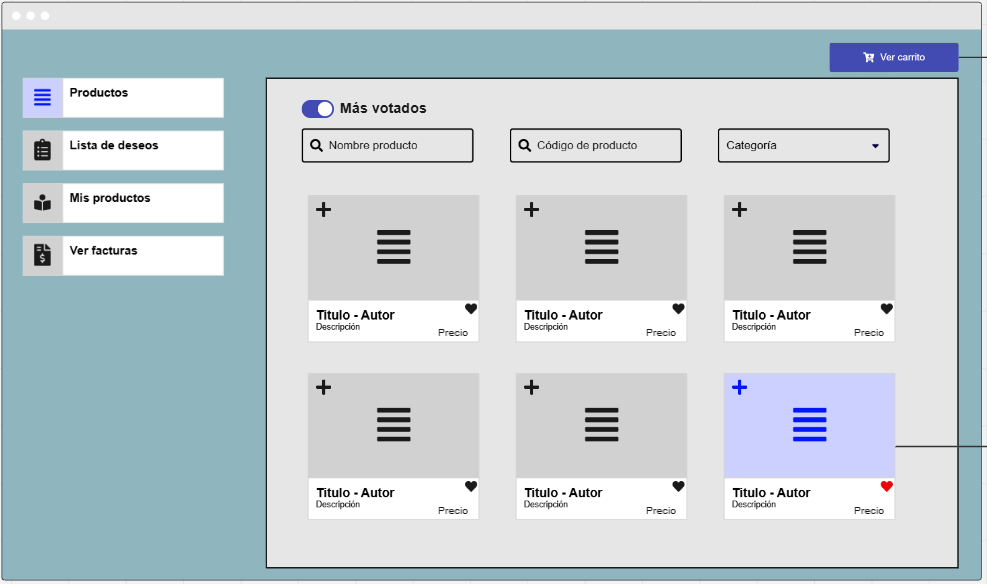 Ver carrito
Productos
Lista de deseos
Mis productos
Ver facturas
Más votados
Nombre producto
Código de producto
Categoría
Titulo - Autor
Descripción
Precio
Titulo - Autor
Descripción
Precio
Titulo - Autor
Descripción
Precio
Titulo - Autor
Descripción
Precio
Titulo - Autor
Descripción
Precio
Titulo - Autor
Descripción
Precio